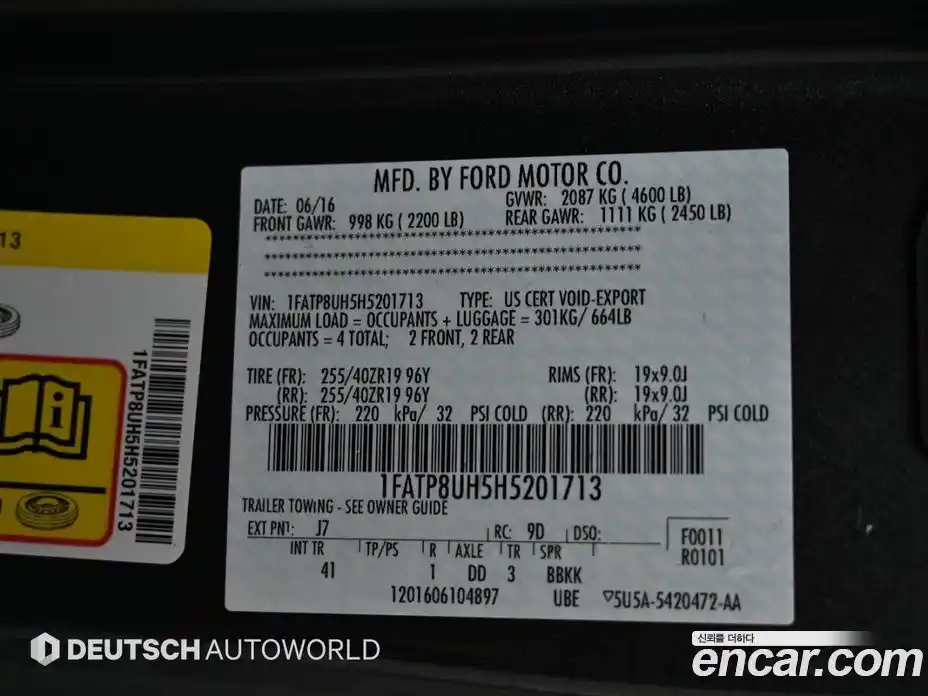 MFD. BY FORD MOTOR CO.
DATE: 06/16 GVWR: 2087 KG ( 4600 LB)
FRONT GAWR: 998 KG ( 2200 LB) REAR GAWR: 1111 KG ( 2450 LB)
****************************************************
****************************************************
****************************************************
VIN: 1FATP8UH5H5201713 TYPE: US CERT VOID-EXPORT
MAXIMUM LOAD = OCCUPANTS + LUGGAGE = 301KG/ 664LB
OCCUPANTS = 4 TOTAL; 2 FRONT, 2 REAR
TIRE (FR): 255/40ZR19 96Y RIMS (FR): 19x9.0J
(RR): 255/40ZR19 96Y (RR): 19x9.0J
PRESSURE (FR): 220 kPa/ 32 PSI COLD (RR): 220 kPa/ 32 PSI COLD
1FATP8UH5H5201713
TRAILER TOWING - SEE OWNER GUIDE
EXT PNT: J7 RC: 9D DSO: F0011
R0101
INT TR TP/PS R AXLE TR SPR
41 1 DD 3 BBKK
1201606104897 UBE ▽5U5A-5420472-AA
13
1FATP8UH5H5201713
DEUTSCH AUTOWORLD
신뢰를 더하다
encar.com